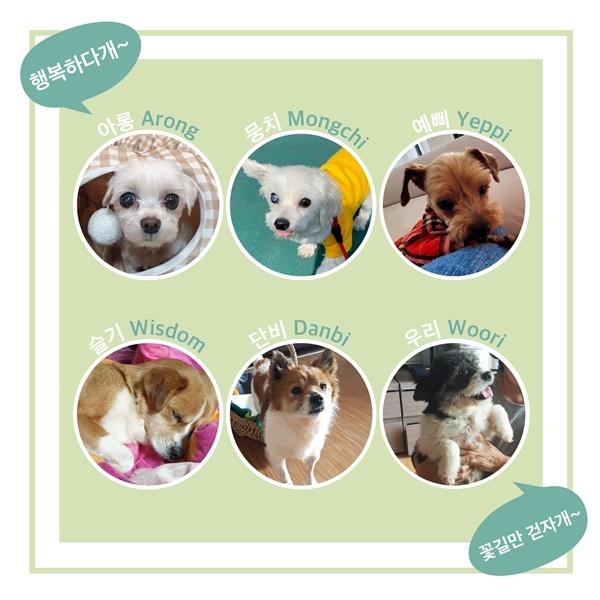 행복하다개~
아롱 Arong
뭉치 Mongchi
예삐 Yeppi
슬기 Wisdom
단비 Danbi
우리 Woori
꽃길만 걷자개~